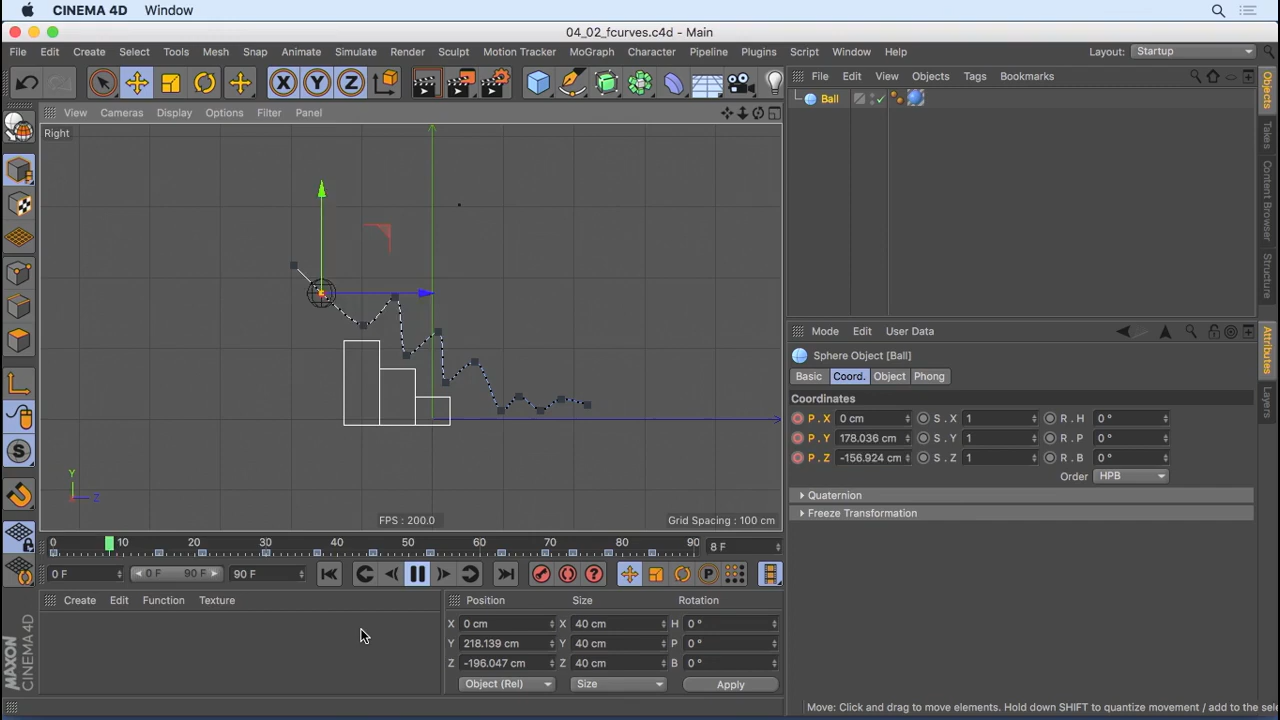 CINEMA 4D Window
04_02_fcurves.c4d - Main
File Edit Create Select Tools Mesh Snap Animate Simulate Render Sculpt Motion Tracker MoGraph Character Pipeline Plugins Script Window Help Layout: Startup
X Y Z
File Edit View Objects Tags Bookmarks
Ball
Objects
Takes
Content Browser
Structure
View Cameras Display Options Filter Panel
Right
Y
Z
FPS : 200.0 Grid Spacing : 100 cm
Mode Edit User Data
Sphere Object [Ball]
Basic Coord. Object Phong
Coordinates
P . X 0 cm S . X 1 R . H 0 °
P . Y 178.036 cm S . Y 1 R . P 0 °
P . Z -156.924 cm S . Z 1 R . B 0 °
Order HPB
Quaternion
Freeze Transformation
Attributes
Layers
0 10 20 30 40 50 60 70 80 90 8 F
0 F 0 F 90 F 90 F P
Create Edit Function Texture
Position Size Rotation
X 0 cm X 40 cm H 0 °
Y 218.139 cm Y 40 cm P 0 °
Z -196.047 cm Z 40 cm B 0 °
Object (Rel) Size Apply
MAXON CINEMA 4D
Move: Click and drag to move elements. Hold down SHIFT to quantize movement / add to the sel